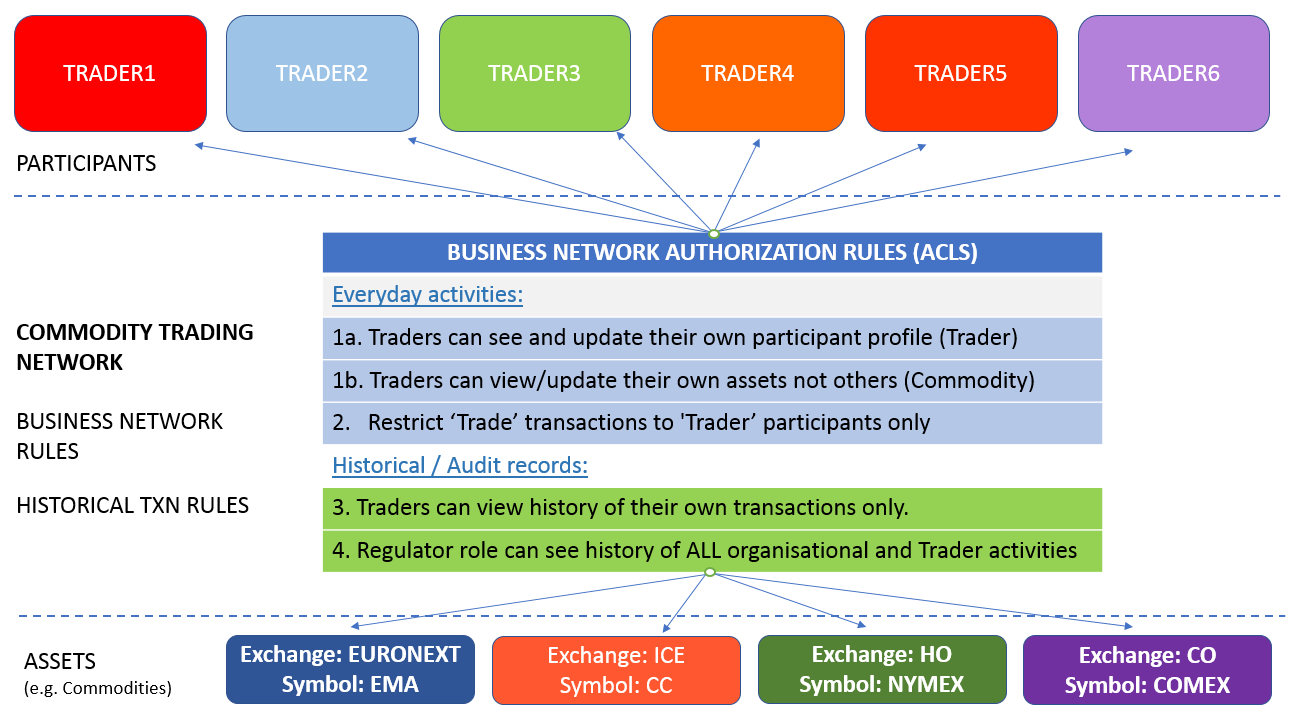 TRADER1
TRADER2
TRADER3
TRADER4
TRADER5
TRADER6
PARTICIPANTS
BUSINESS NETWORK AUTHORIZATION RULES (ACLS)
Everyday activities:
COMMODITY TRADING
NETWORK
1a. Traders can see and update their own participant profile (Trader)
1b. Traders can view/update their own assets not others (Commodity)
BUSINESS NETWORK
RULES
2. Restrict ‘Trade’ transactions to 'Trader’ participants only
Historical / Audit records:
HISTORICAL TXN RULES
3. Traders can view history of their own transactions only.
4. Regulator role can see history of ALL organisational and Trader activities
ASSETS
(e.g. Commodities)
Exchange: EURONEXT
Symbol: EMA
Exchange: ICE
Symbol: CC
Exchange: HO
Symbol: NYMEX
Exchange: CO
Symbol: COMEX